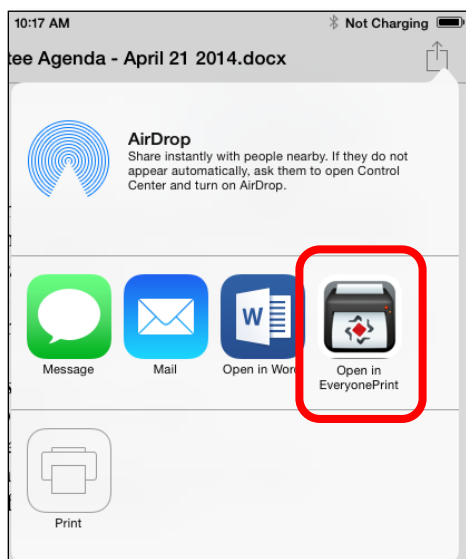 10:17 AM Not Charging
tee Agenda - April 21 2014.docx
AirDrop
Share instantly with people nearby. If they do not
appear automatically, ask them to open Control
Center and turn on AirDrop.
W
Message Mail Open in Word Open in
EveryonePrint
Print